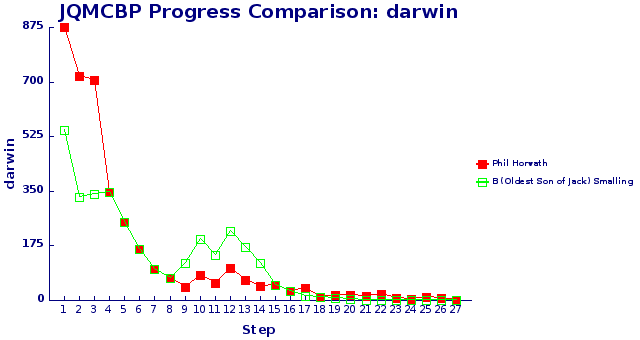 JQMCBP Progress Comparison: darwin
875
700
525
350
175
0
darwin
1 2 3 4 5 6 7 8 9 10 11 12 13 14 15 16 17 18 19 20 21 22 23 24 25 26 27
Step
Phil Horvath
B (Oldest Son of Jack) Smalling